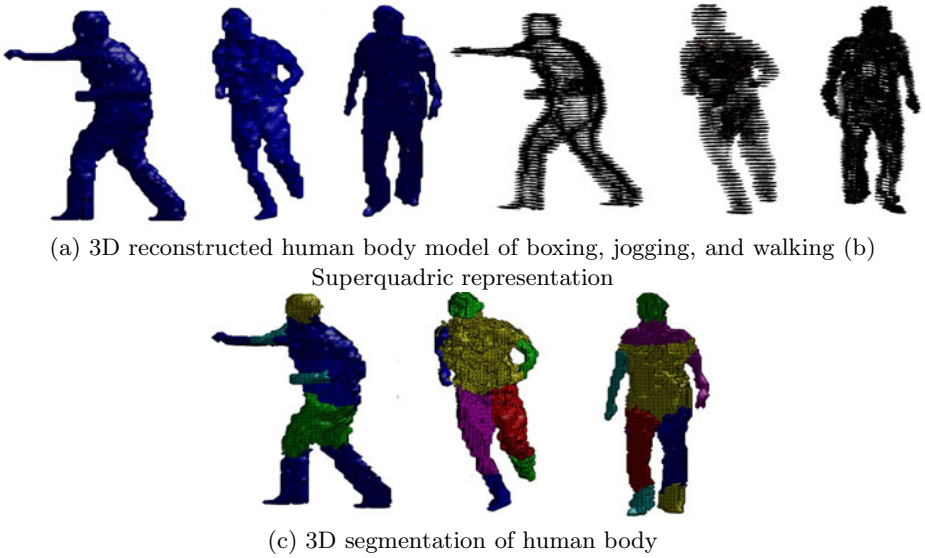 (a) 3D reconstructed human body model of boxing, jogging, and walking (b)
Superquadric representation
(c) 3D segmentation of human body